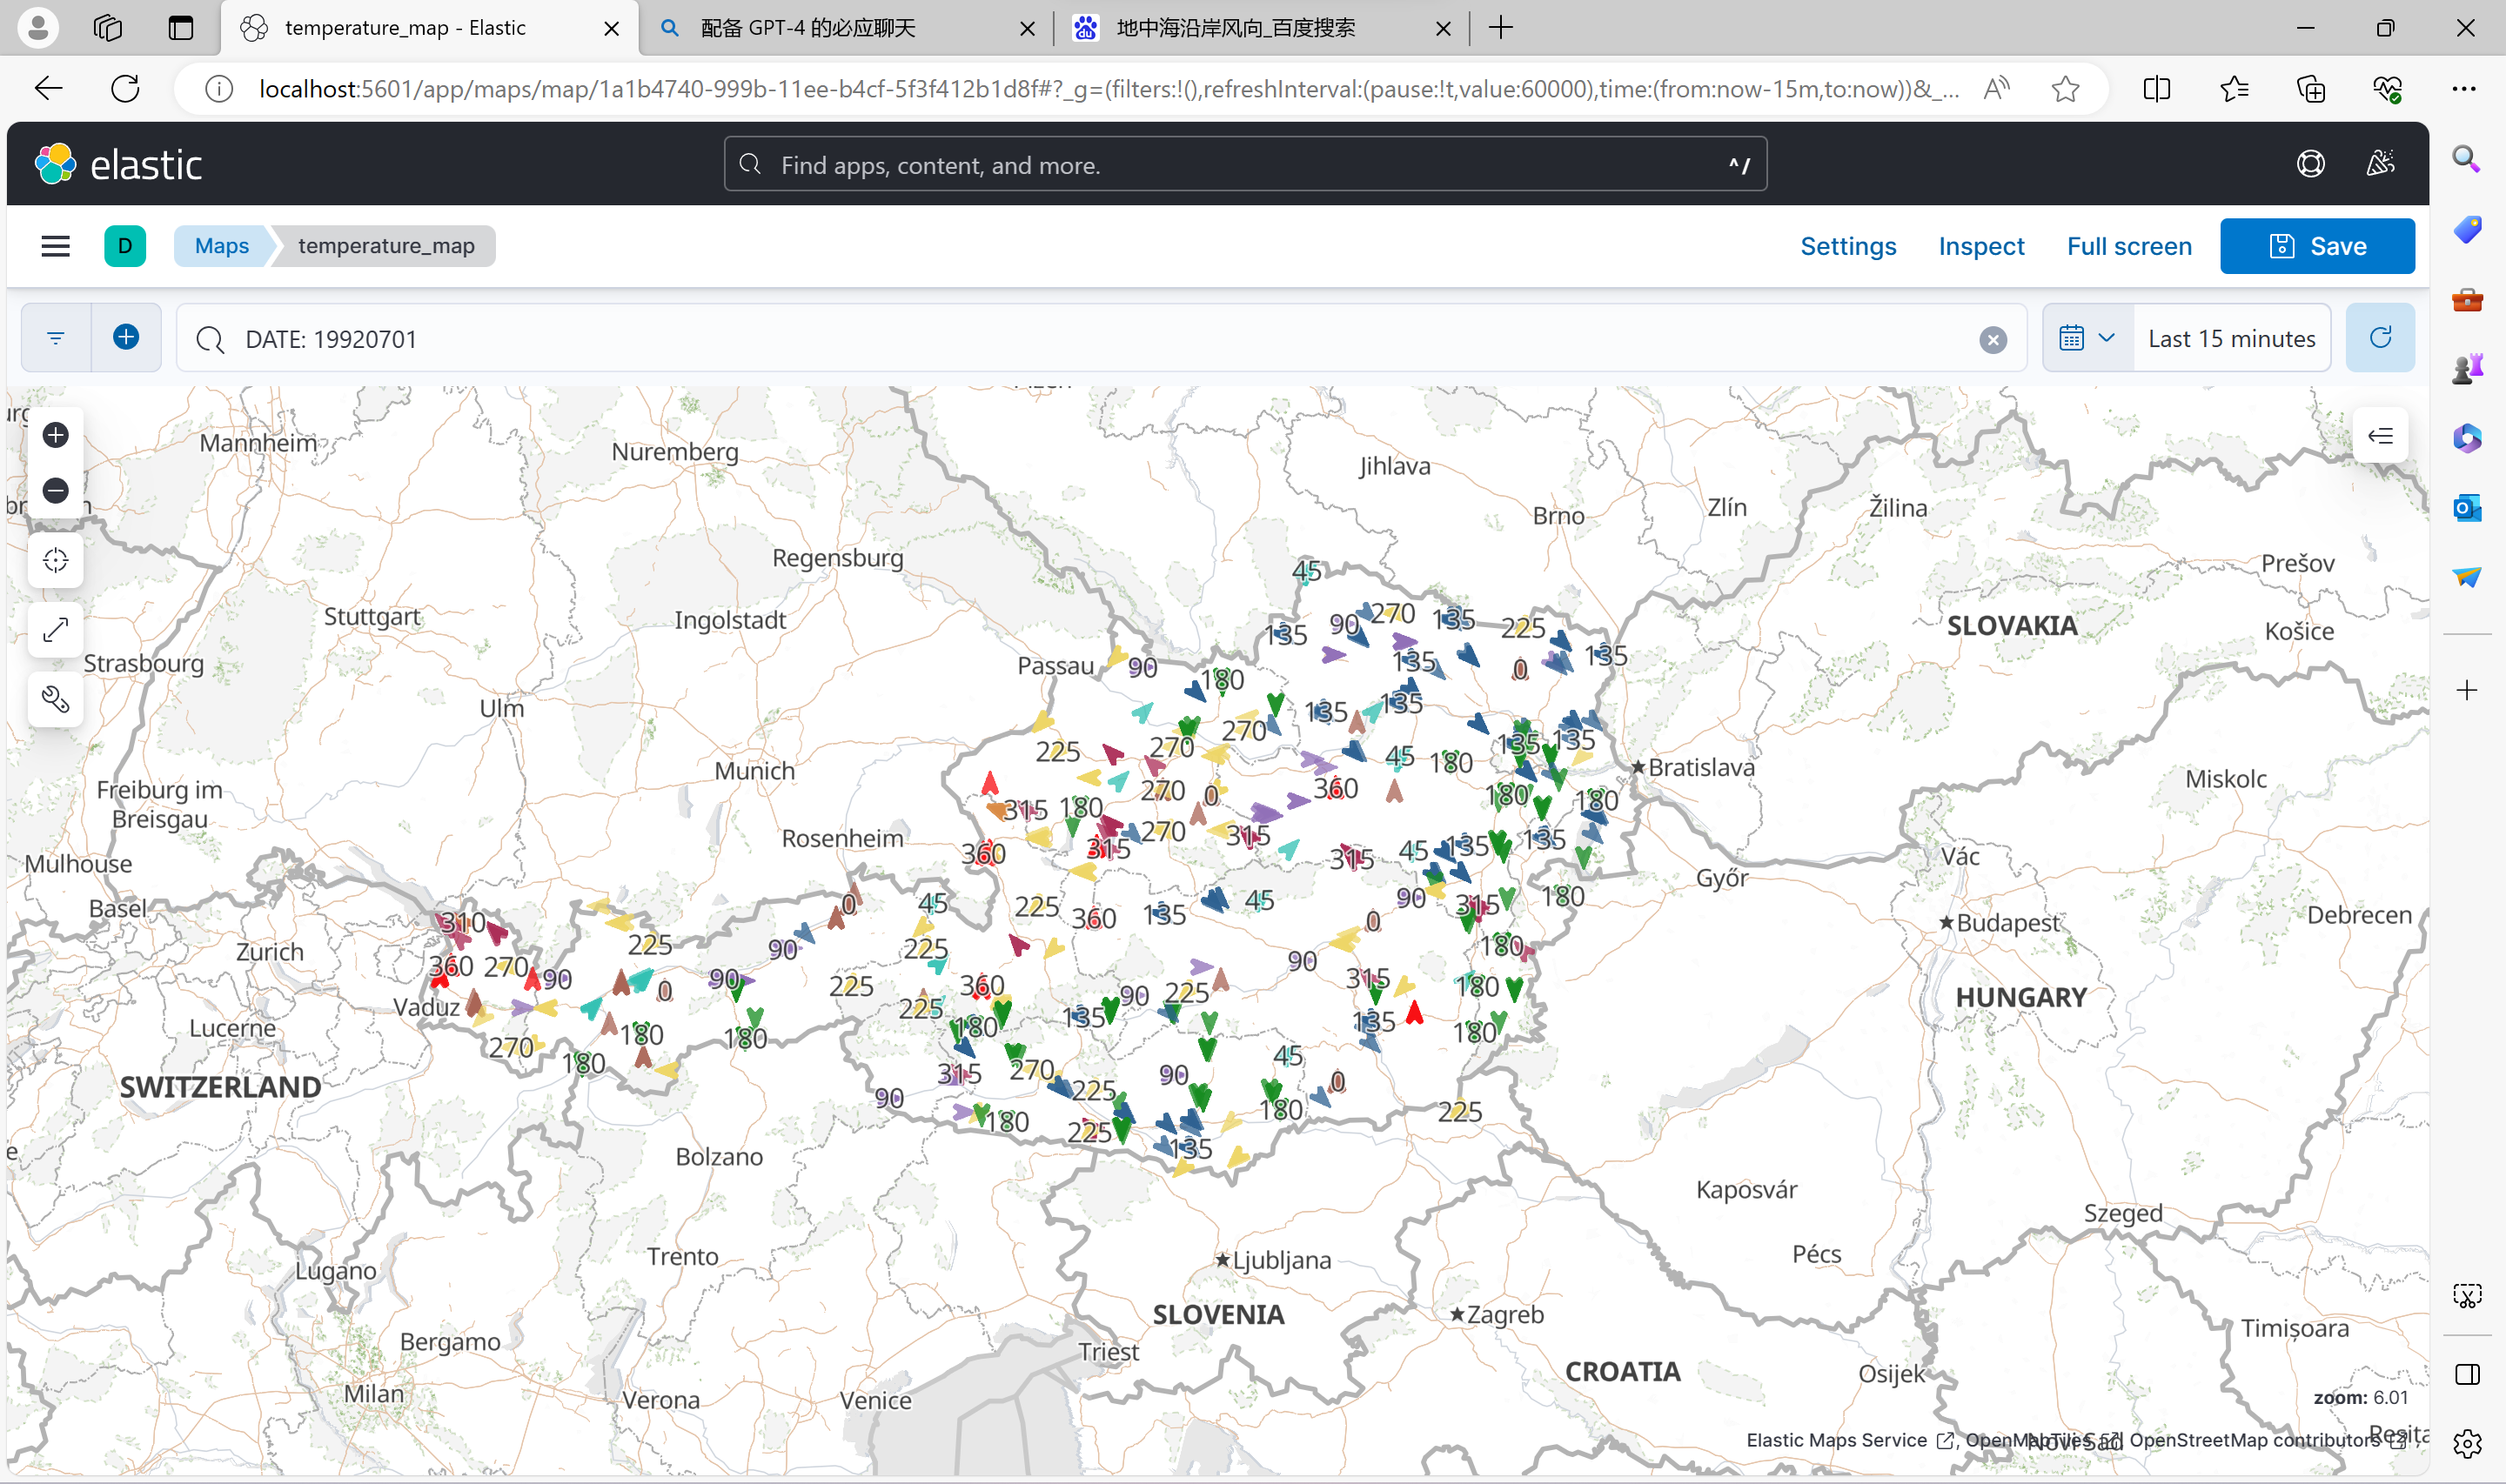 temperature_map - Elastic
配备 GPT-4 的必应聊天
地中海沿岸风向_百度搜索
localhost:5601/app/maps/map/1a1b4740-999b-11ee-b4cf-5f3f412b1d8f#?_g=(filters:!(),refreshInterval:(pause:!t,value:60000),time:(from:now-15m,to:now))&_...
elastic
Find apps, content, and more.
^ /
D
Maps
temperature_map
Settings
Inspect
Full screen
Save
DATE: 19920701
Last 15 minutes
Mannheim
Nuremberg
Jihlava
Brno
Zlín
Žilina
Regensburg
Prešov
45
Stuttgart
Ingolstadt
90 270 135 225
135
SLOVAKIA
Košice
Strasbourg
Passau
90
135
0
135
180
Ulm
135
135
270
225
270
135
135
45
180
Munich
Bratislava
Miskolc
Freiburg im
Breisgau
270
0
360
180
180
315
180
270
315
Rosenheim
135
135
45
360
315
315
Mulhouse
Vác
Győr
Basel
0
45
225
360
135
45
90
315
180
310
0
Budapest
Debrecen
Zurich
225
90
225
90
180
360
270
90
90
0
225
360
90
225
315
180
Vaduz
225
HUNGARY
Lucerne
180
180
180
135
135
180
270
180
45
315
270
90
0
SWITZERLAND
90
225
180
225
180
225
135
Bolzano
Kaposvár
Szeged
Trento
Ljubljana
Pécs
Lugano
SLOVENIA
Zagreb
Timișoara
Bergamo
Triest
CROATIA
Osijek
Milan
Verona
Venice
zoom: 6.01
Elastic Maps Service , OpenMapTiles , OpenStreetMap contributors
Novi Sad